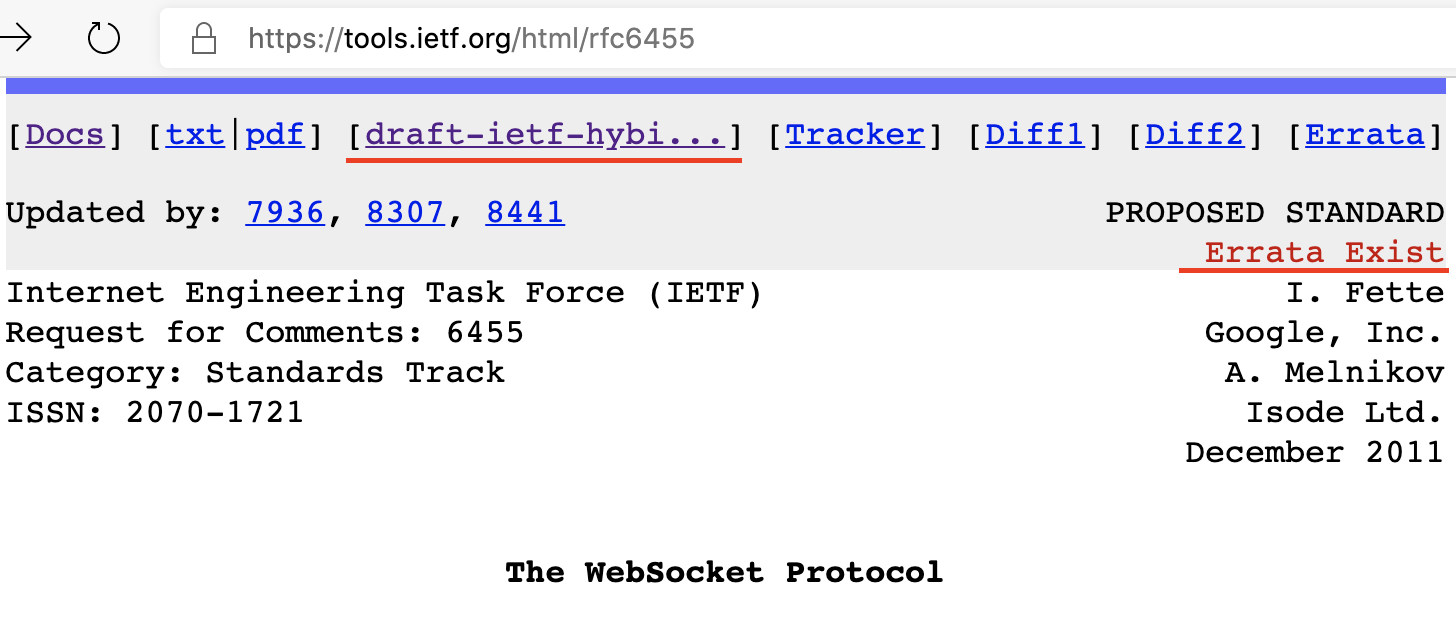 https://tools.ietf.org/html/rfc6455
[Docs] [txt|pdf] [draft-ietf-hybi...] [Tracker] [Diff1] [Diff2] [Errata]
Updated by: 7936, 8307, 8441 PROPOSED STANDARD
Errata Exist
Internet Engineering Task Force (IETF) I. Fette
Request for Comments: 6455 Google, Inc.
Category: Standards Track A. Melnikov
ISSN: 2070-1721 Isode Ltd.
December 2011
The WebSocket Protocol